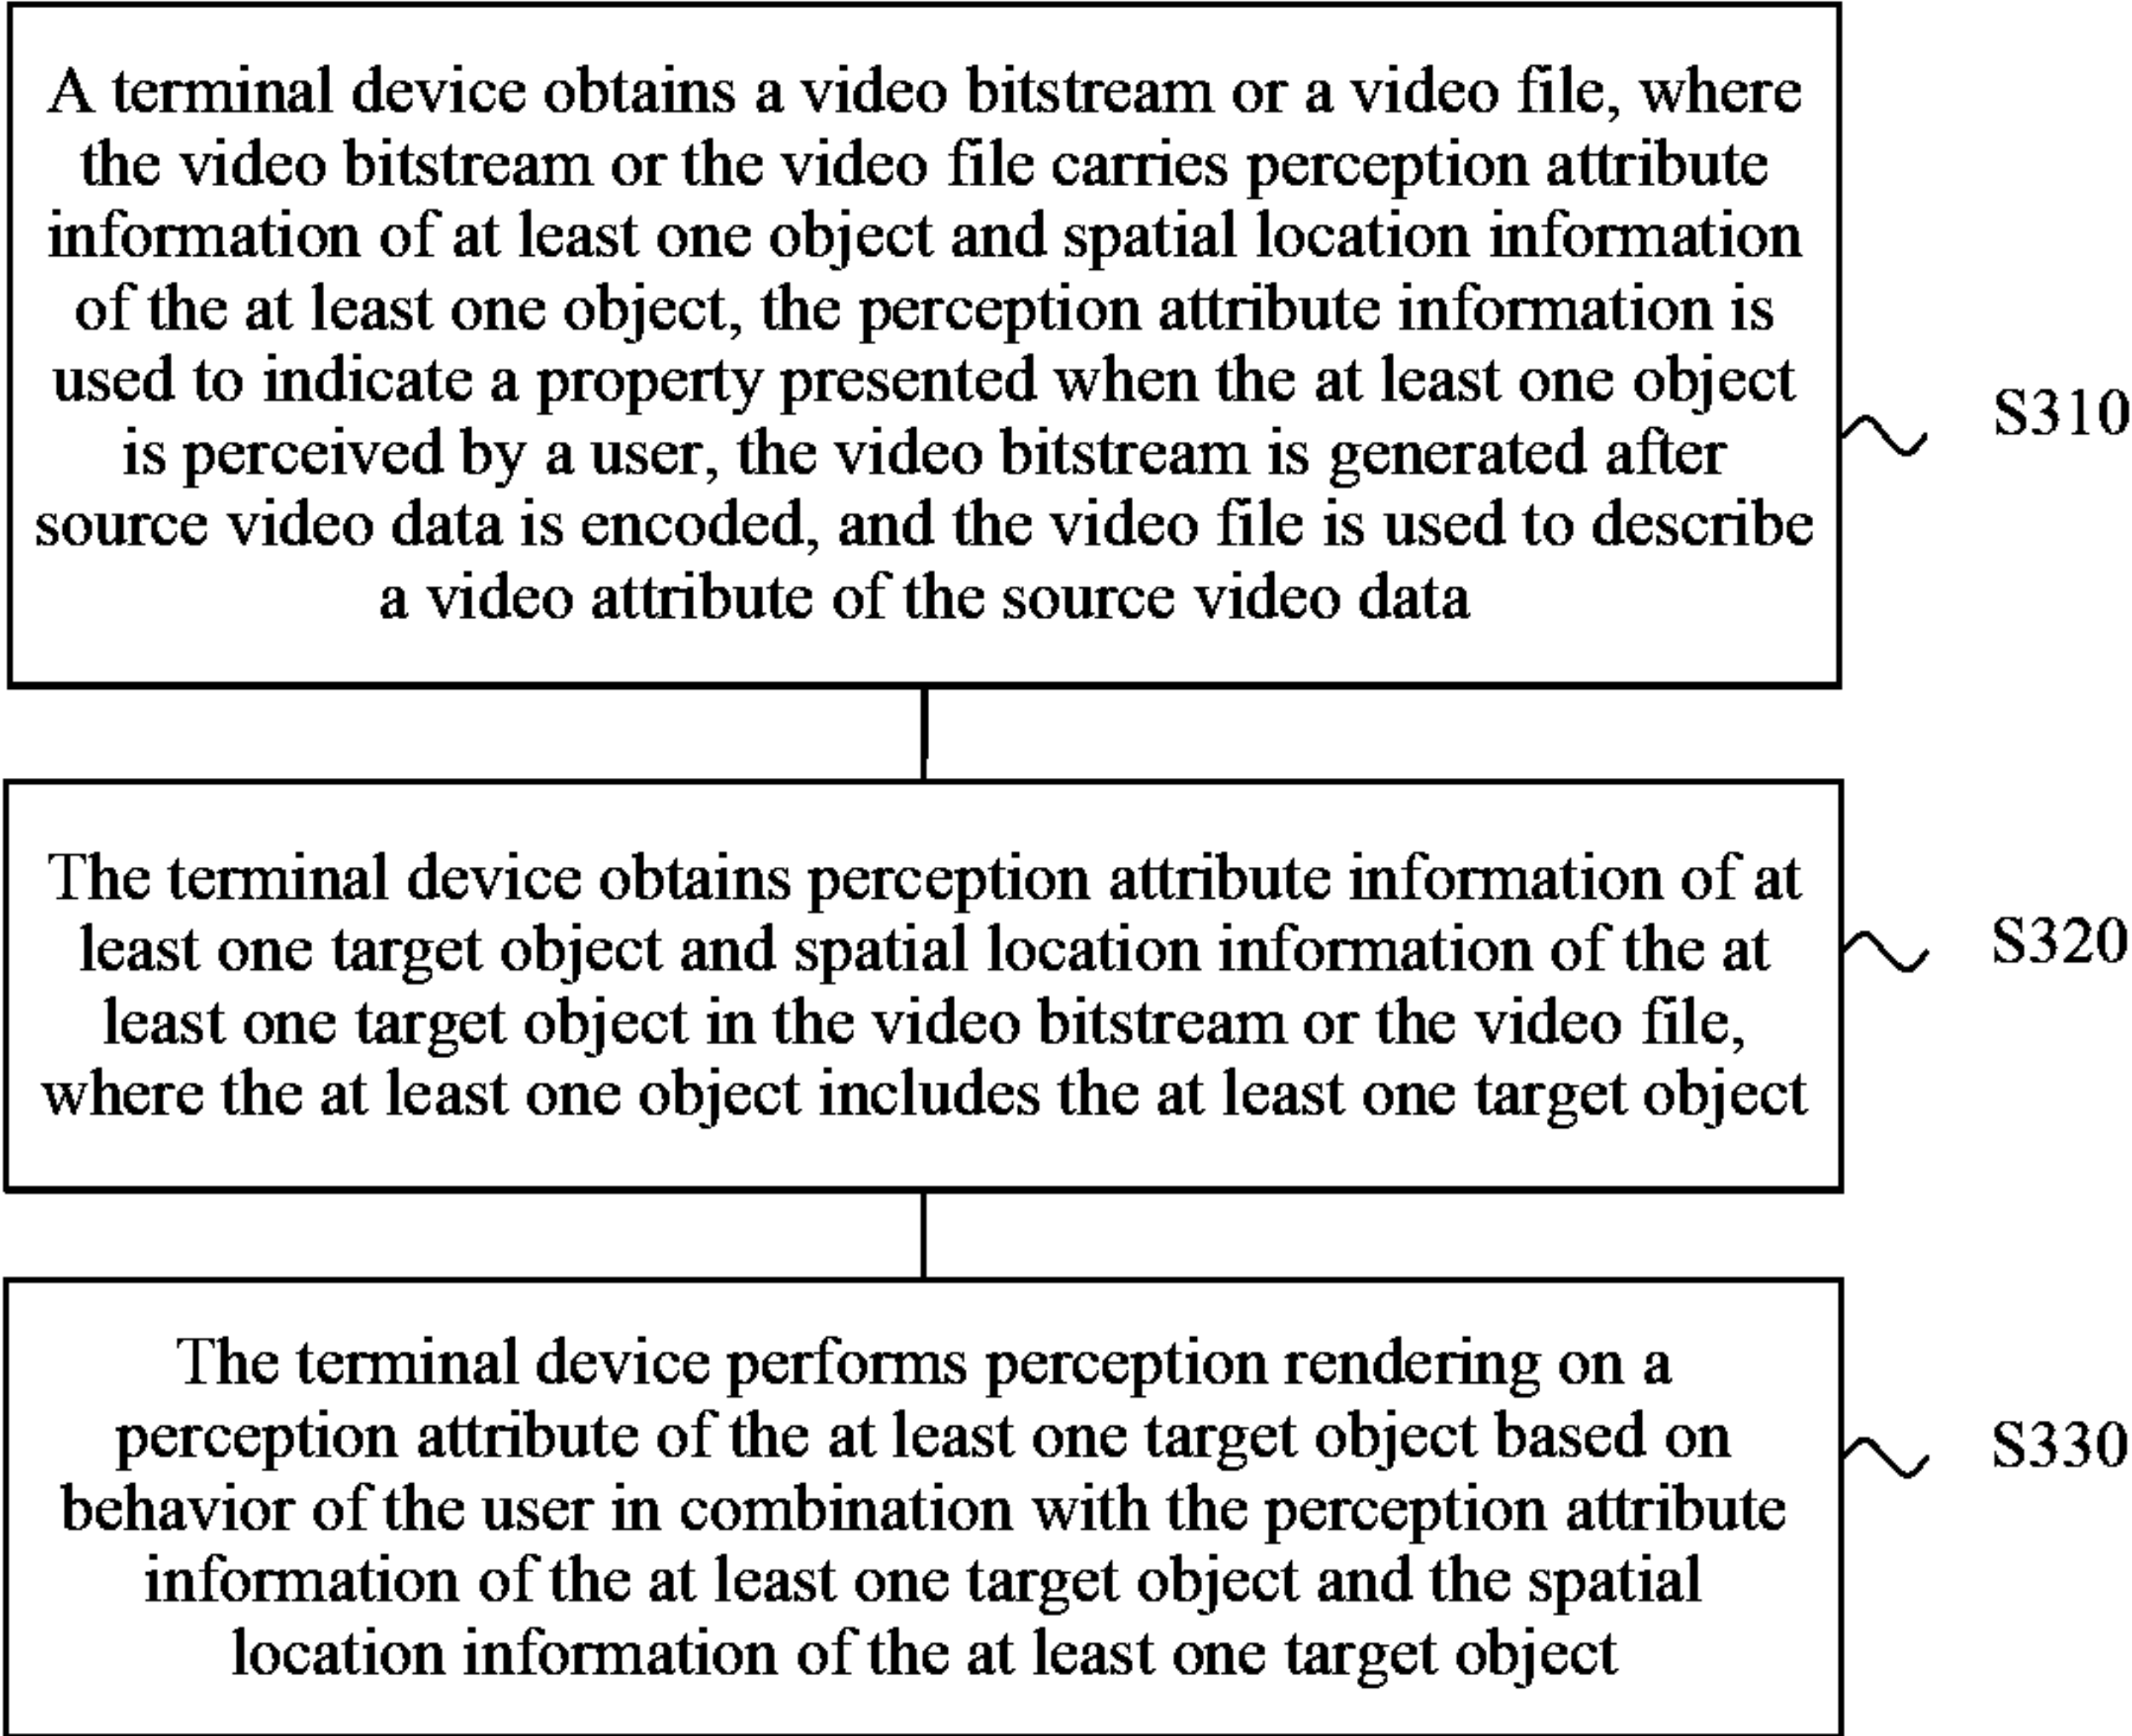 A terminal device obtains a video bitstream or a video file, where
the video bitstream or the video file carries perception attribute
information of at least one object and spatial location information
of the at least one object, the perception attribute information is
used to indicate a property presented when the at least one object
is perceived by a user, the video bitstream is generated after
source video data is encoded, and the video file is used to describe
a video attribute of the source video data
S310
The terminal device obtains perception attribute information of at
least one target object and spatial location information of the at
least one target object in the video bitstream or the video file,
where the at least one object includes the at least one target object
S320
The terminal device performs perception rendering on a
perception attribute of the at least one target object based on
behavior of the user in combination with the perception attribute
information of the at least one target object and the spatial
location information of the at least one target object
S330